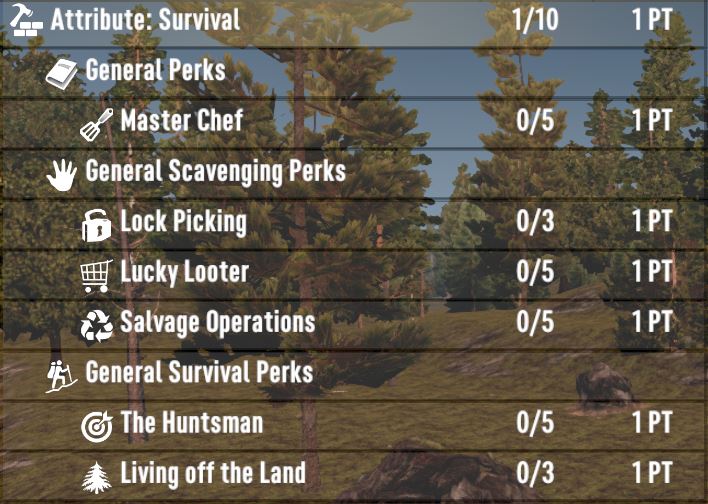 Attribute: Survival 1/10 1 PT
General Perks
Master Chef 0/5 1 PT
General Scavenging Perks
Lock Picking 0/3 1 PT
Lucky Looter 0/5 1 PT
Salvage Operations 0/5 1 PT
General Survival Perks
The Huntsman 0/5 1 PT
Living off the Land 0/3 1 PT